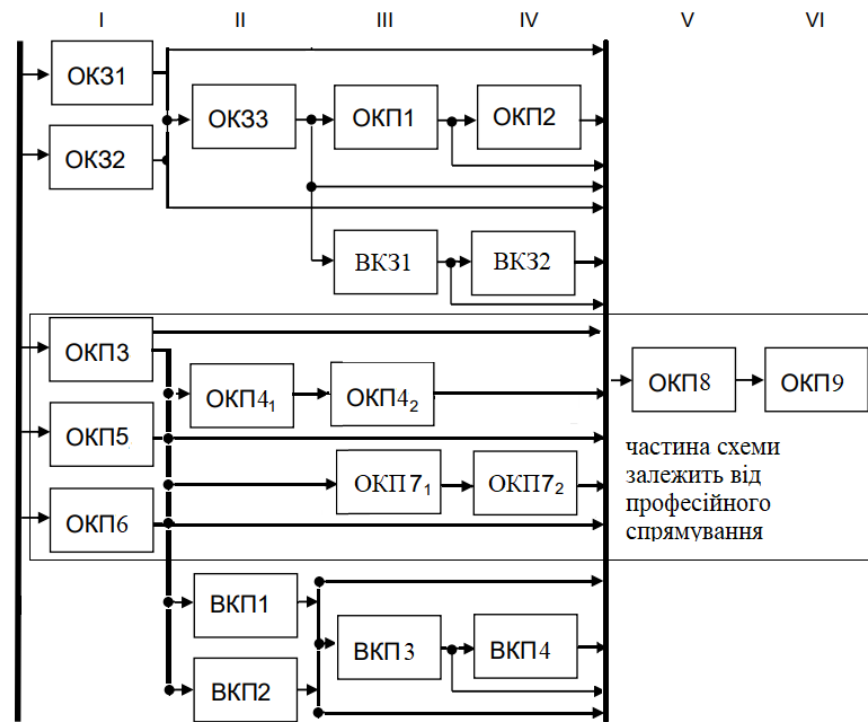 I II III IV V VI
ОКЗ1
ОКЗ3 ОКП1 ОКП2
ОКЗ2
ВКЗ1 ВКЗ2
ОКП3
ОКП4₁ ОКП4₂ ОКП8 ОКП9
ОКП5
частина схеми
залежить від
професійного
спрямування
ОКП7₁ ОКП7₂
ОКП6
ВКП1
ВКП3 ВКП4
ВКП2